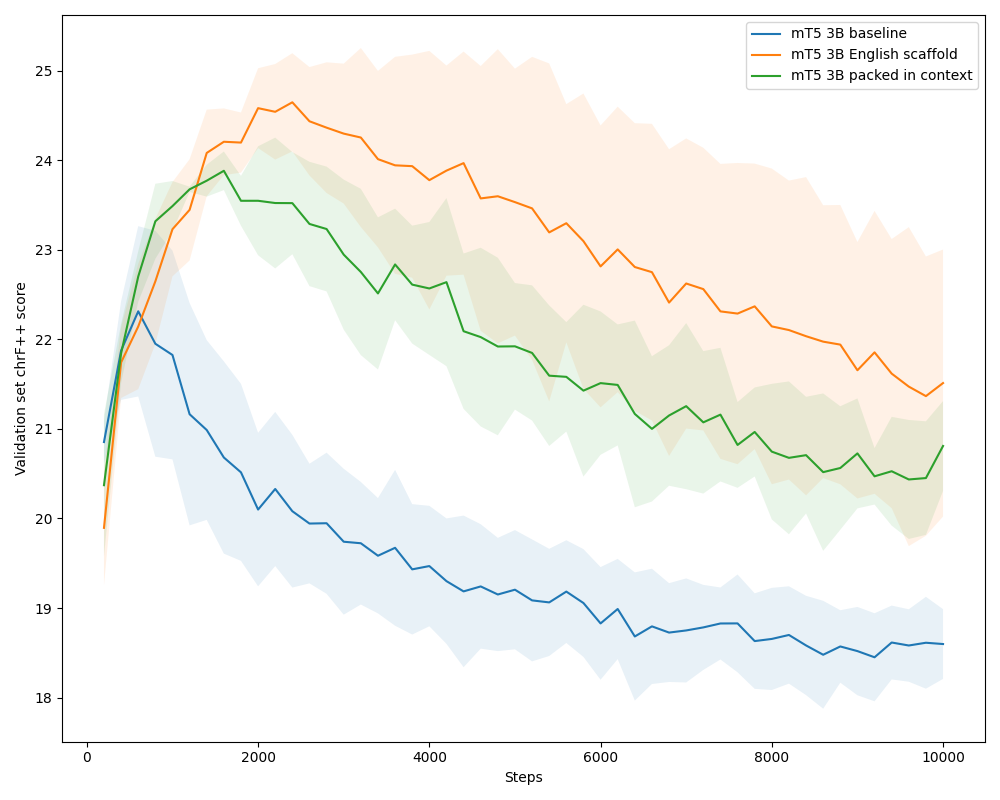 mT5 3B baseline
mT5 3B English scaffold
mT5 3B packed in context
Validation set chrF++ score
25
24
23
22
21
20
19
18
0 2000 4000 6000 8000 10000
Steps